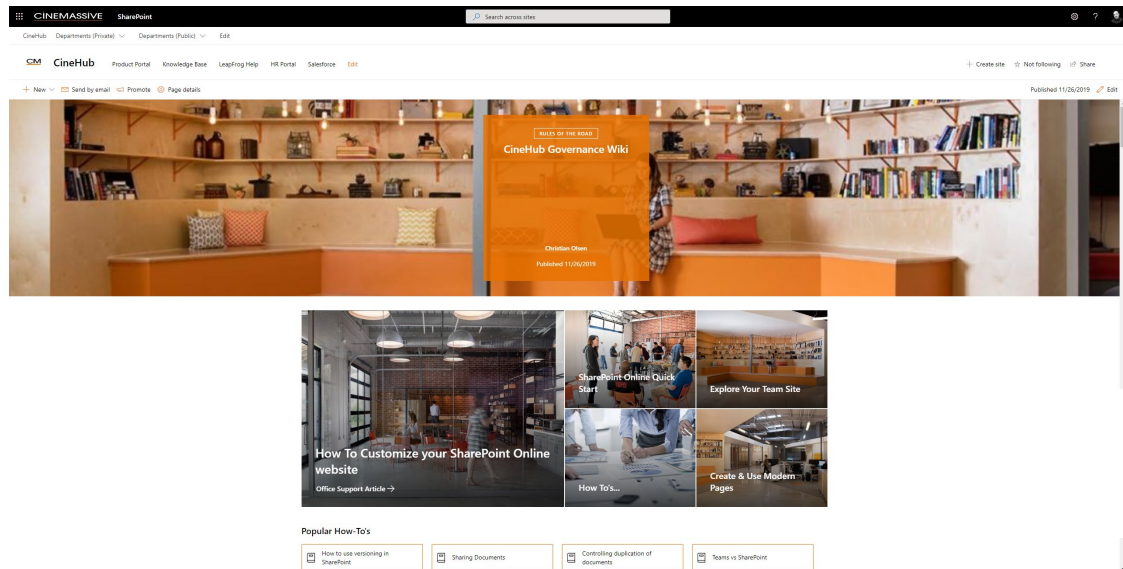 CINEMASSIVE SharePoint Search across sites ?
CineHub Departments (Private) Departments (Public) Edit
CM CineHub Product Portal Knowledge Base LeapFrog Help HR Portal Salesforce Edit + Create site Not following Share
+ New Send by email Promote Page details Published 11/26/2019 Edit
RULES OF THE ROAD
CineHub Governance Wiki
Christian Olsen
Published 11/26/2019
How To Customize your SharePoint Online
website
Office Support Article →
SharePoint Online Quick
Start
Explore Your Team Site
How To's...
Create & Use Modern
Pages
Popular How-To's
How to use versioning in
SharePoint
Sharing Documents
Controlling duplication of
documents
Teams vs SharePoint